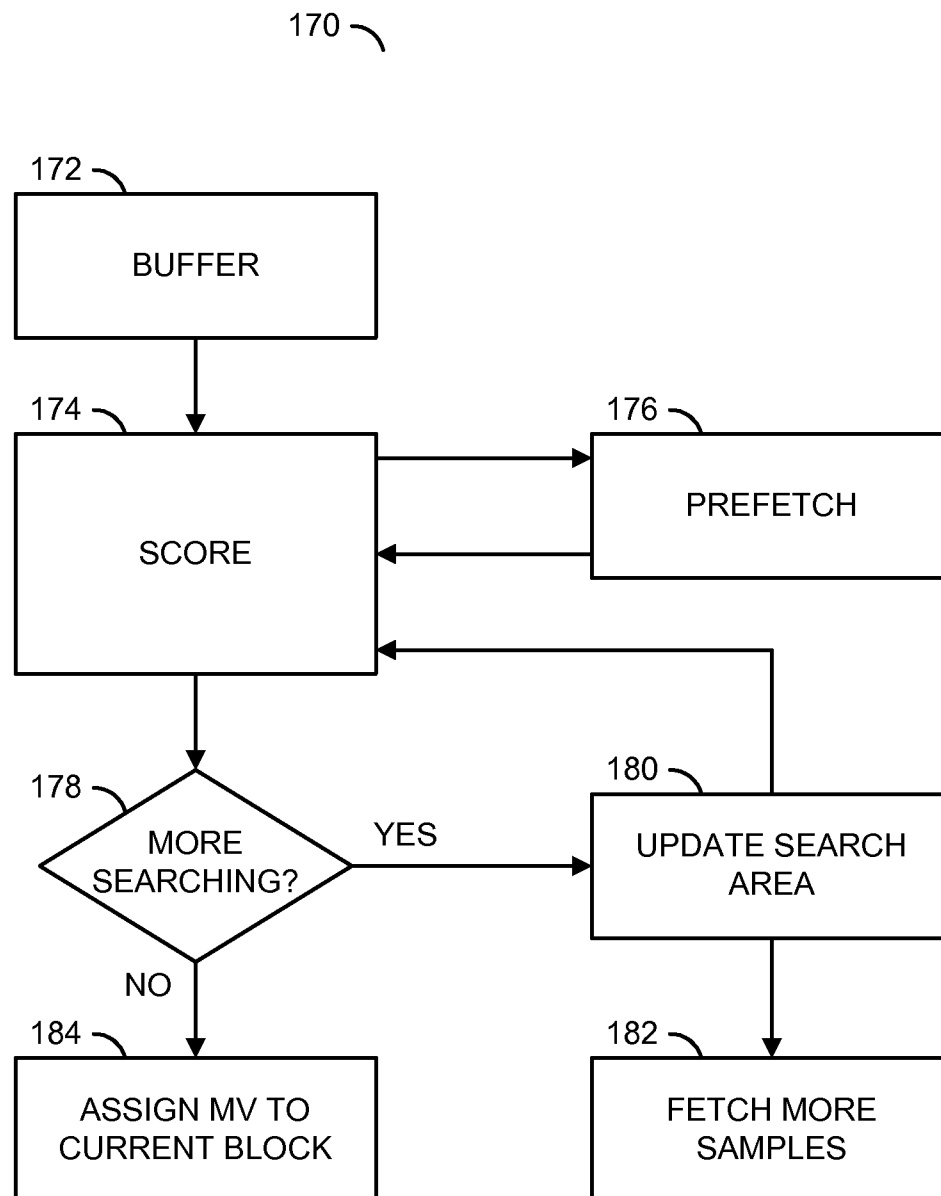 170
172
BUFFER
174
176
SCORE
PREFETCH
178
MORE
SEARCHING?
YES
180
UPDATE SEARCH
AREA
NO
184
ASSIGN MV TO
CURRENT BLOCK
182
FETCH MORE
SAMPLES